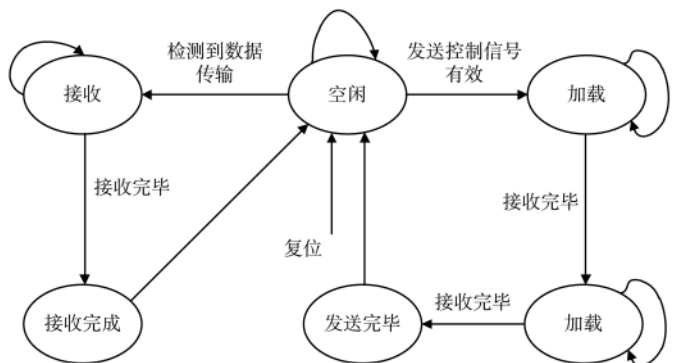 检测到数据
传输
发送控制信号
有效
接收
空闲
加载
接收完毕
接收完毕
复位
接收完成
发送完毕
接收完毕
加载